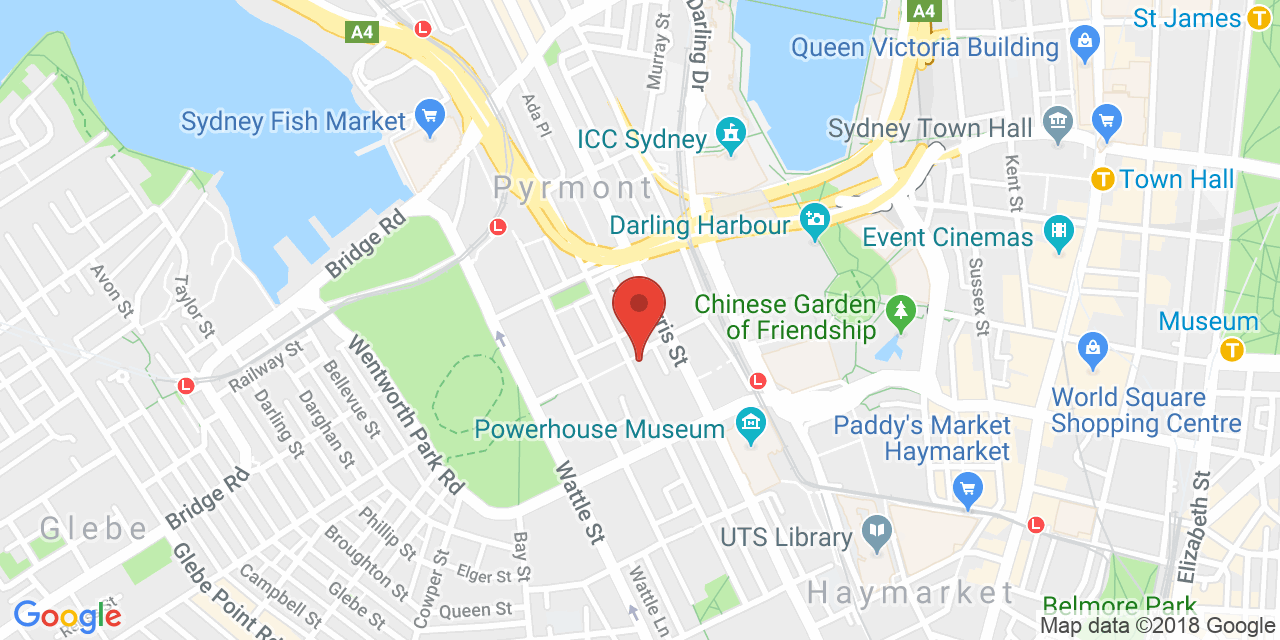 A4
A4
St James
T
Queen Victoria Building
Murray St
Darling Dr
L
Ada Pl
Sydney Fish Market
ICC Sydney
Sydney Town Hall
Kent St
T
Town Hall
Pyrmont
Bridge Rd
L
Darling Harbour
Event Cinemas
Avon St
Taylor St
Sussex St
Chinese Garden
of Friendship
Museum
T
Railway St
L
Wentworth Park Rd
Bellevue St
Darghan St
Darling St
L
World Square
Shopping Centre
Powerhouse Museum
Paddy's Market
Haymarket
Wattle St
Bridge Rd
Glebe
Phillip St
Broughton St
Bay St
UTS Library
L
Elizabeth St
Glebe Point Rd
Campbell St
Glebe St
Cowper St
Elger St
Queen St
Wattle Ln
Haymarket
Belmore Park
Google
Map data ©2018 Google